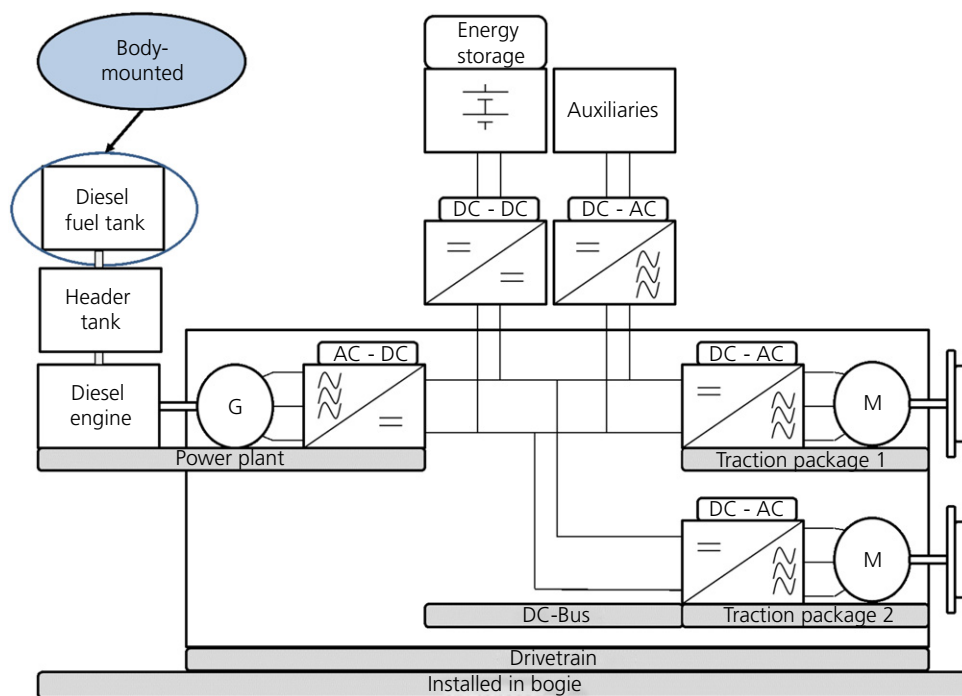 Body-
mounted
Energy
storage
Auxiliaries
Diesel
fuel tank
DC - DC
DC - AC
Header
tank
AC - DC
DC - AC
Diesel
engine
G
M
Power plant
Traction package 1
DC - AC
M
DC-Bus
Traction package 2
Drivetrain
Installed in bogie